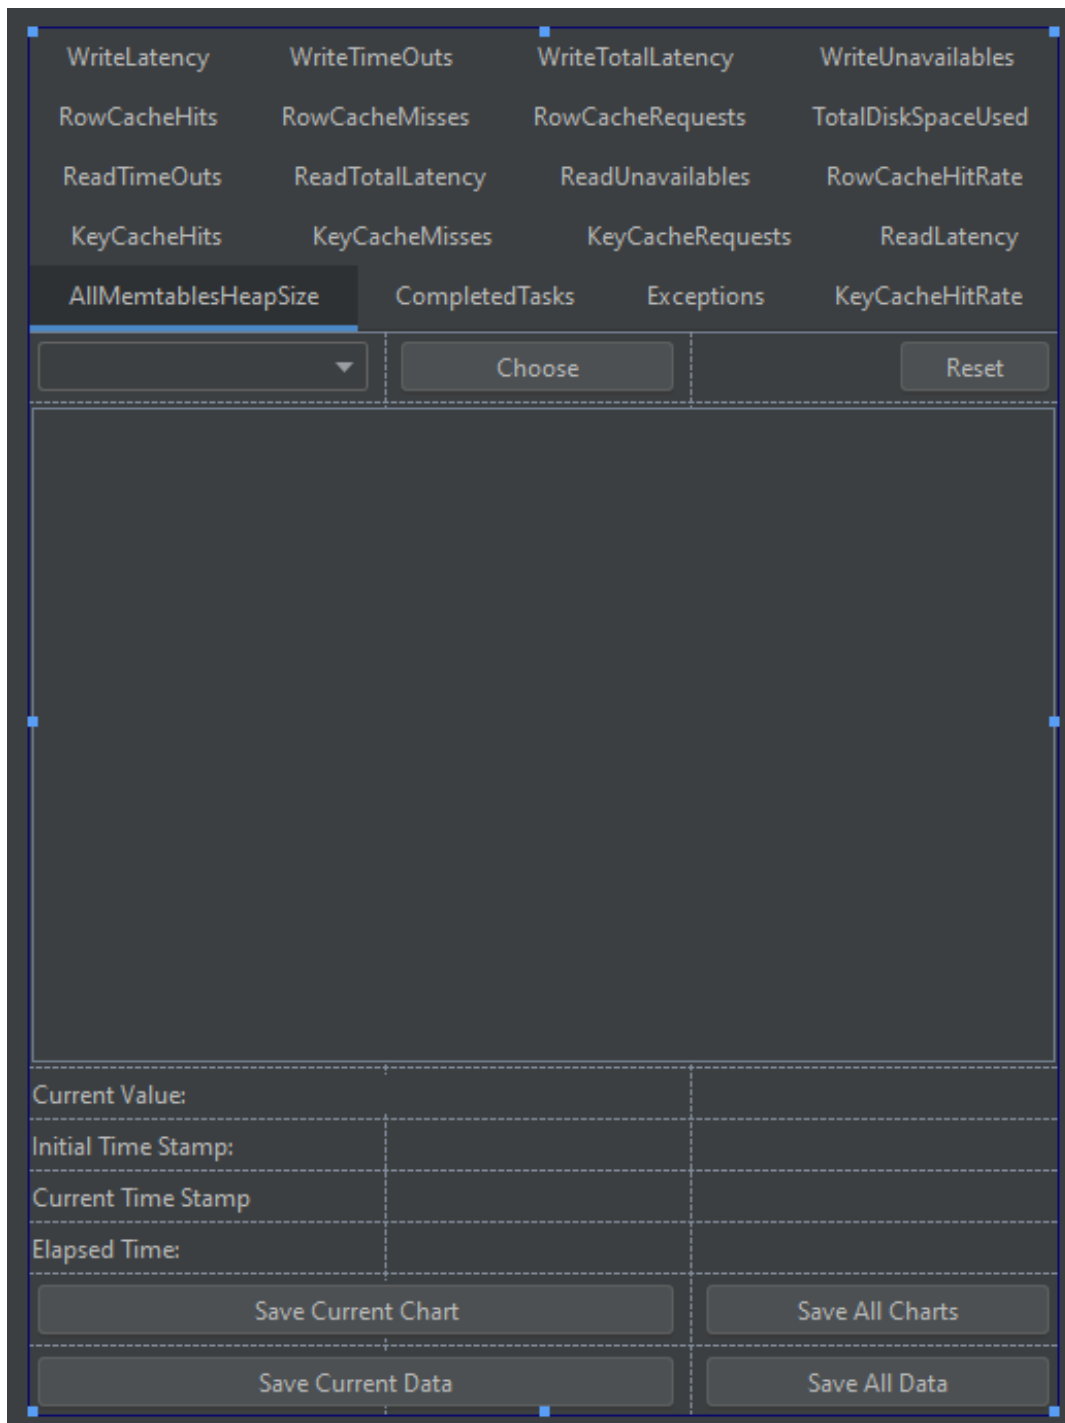 WriteLatency WriteTimeOuts WriteTotalLatency WriteUnavailables
RowCacheHits RowCacheMisses RowCacheRequests TotalDiskSpaceUsed
ReadTimeOuts ReadTotalLatency ReadUnavailables RowCacheHitRate
KeyCacheHits KeyCacheMisses KeyCacheRequests ReadLatency
AllMemtablesHeapSize CompletedTasks Exceptions KeyCacheHitRate
Choose Reset
Current Value:
Initial Time Stamp:
Current Time Stamp
Elapsed Time:
Save Current Chart Save All Charts
Save Current Data Save All Data